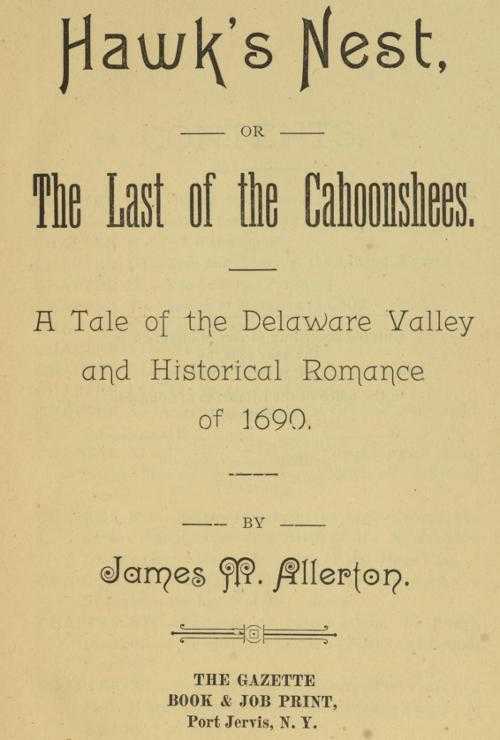 Hawk's Nest,
OR
The Last of the Cahoonshees.
A Tale of the Delaware Valley
and Historical Romance
of 1690.
BY
James M. Allerton.
THE GAZETTE
BOOK & JOB PRINT,
Port Jervis, N. Y.